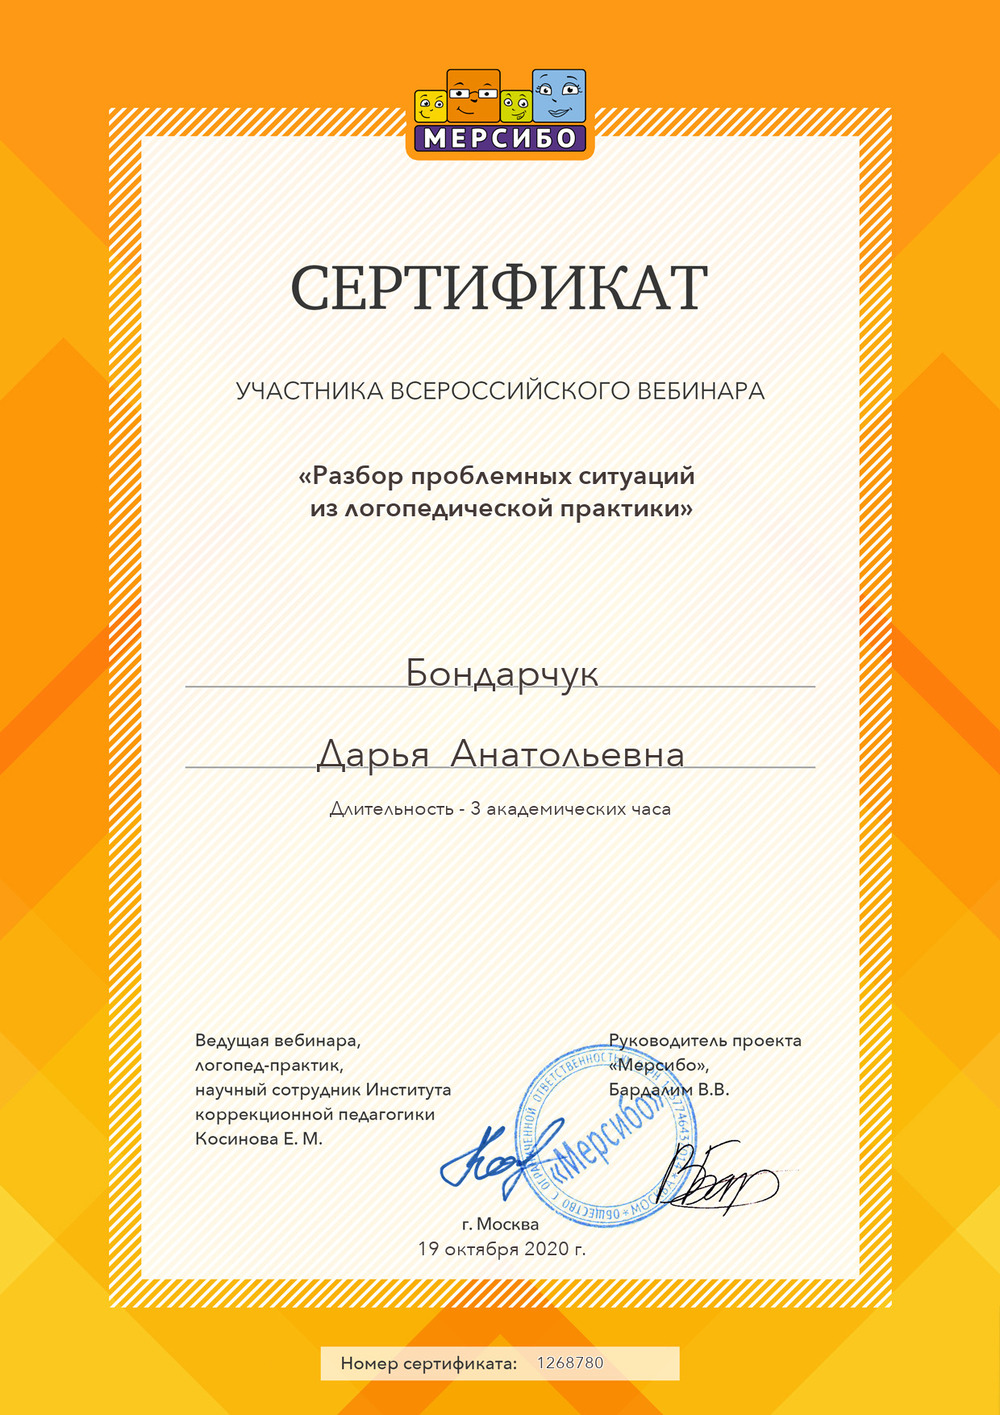 МЕРСИБО
СЕРТИФИКАТ
УЧАСТНИКА ВСЕРОССИЙСКОГО ВЕБИНАРА
«Разбор проблемных ситуаций
из логопедической практики»
Бондарчук
Дарья Анатольевна
Длительность - 3 академических часа
Ведущая вебинара,
логопед-практик,
научный сотрудник Института
коррекционной педагогики
Косинова Е. М.
Руководитель проекта
«Мерсибо»,
Бардалим В.В.
ОБЩЕСТВО С ОГРАНИЧЕННОЙ ОТВЕТСТВЕННОСТЬЮ
* МОСКВА *
«Мерсибо»
г. Москва
19 октября 2020 г.
Номер сертификата: 1268780